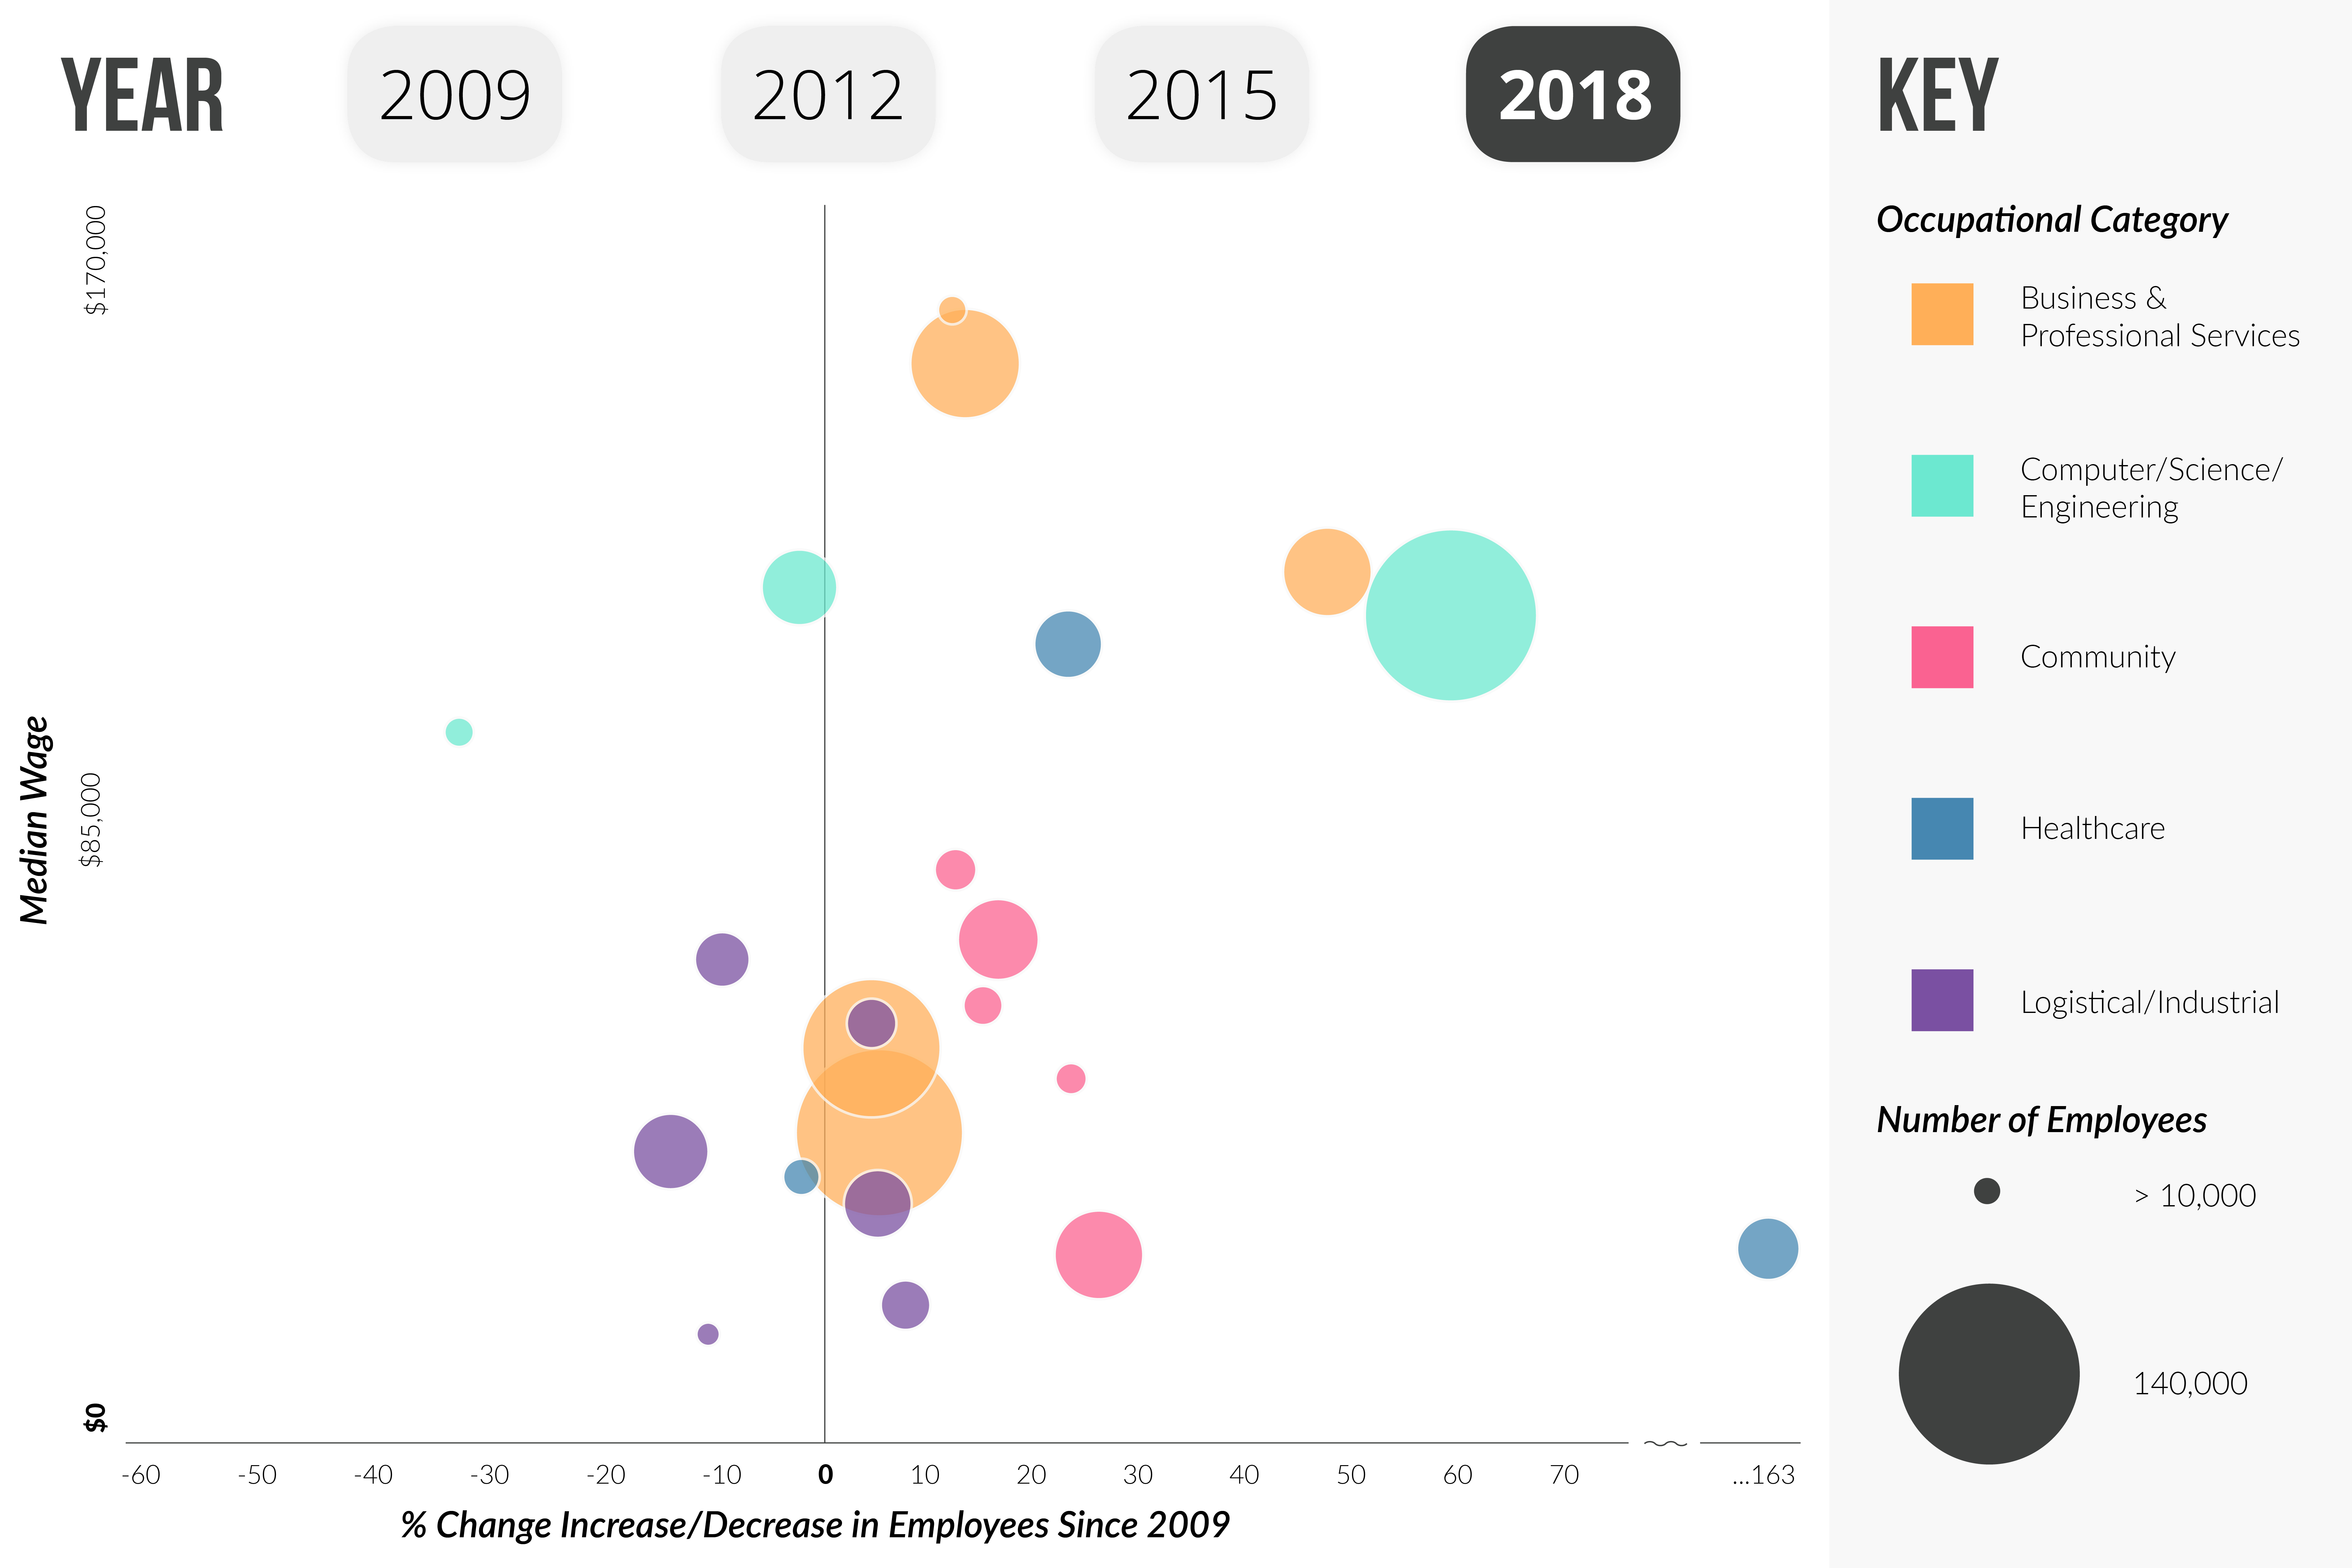 YEAR
2009
2012
2015
2018
KEY
$170,000
$85,000
$0
Median Wage
-60 -50 -40 -30 -20 -10 0 10 20 30 40 50 60 70 ...163
% Change Increase/Decrease in Employees Since 2009
Occupational Category
Business &
Professional Services
Computer/Science/
Engineering
Community
Healthcare
Logistical/Industrial
Number of Employees
> 10,000
140,000